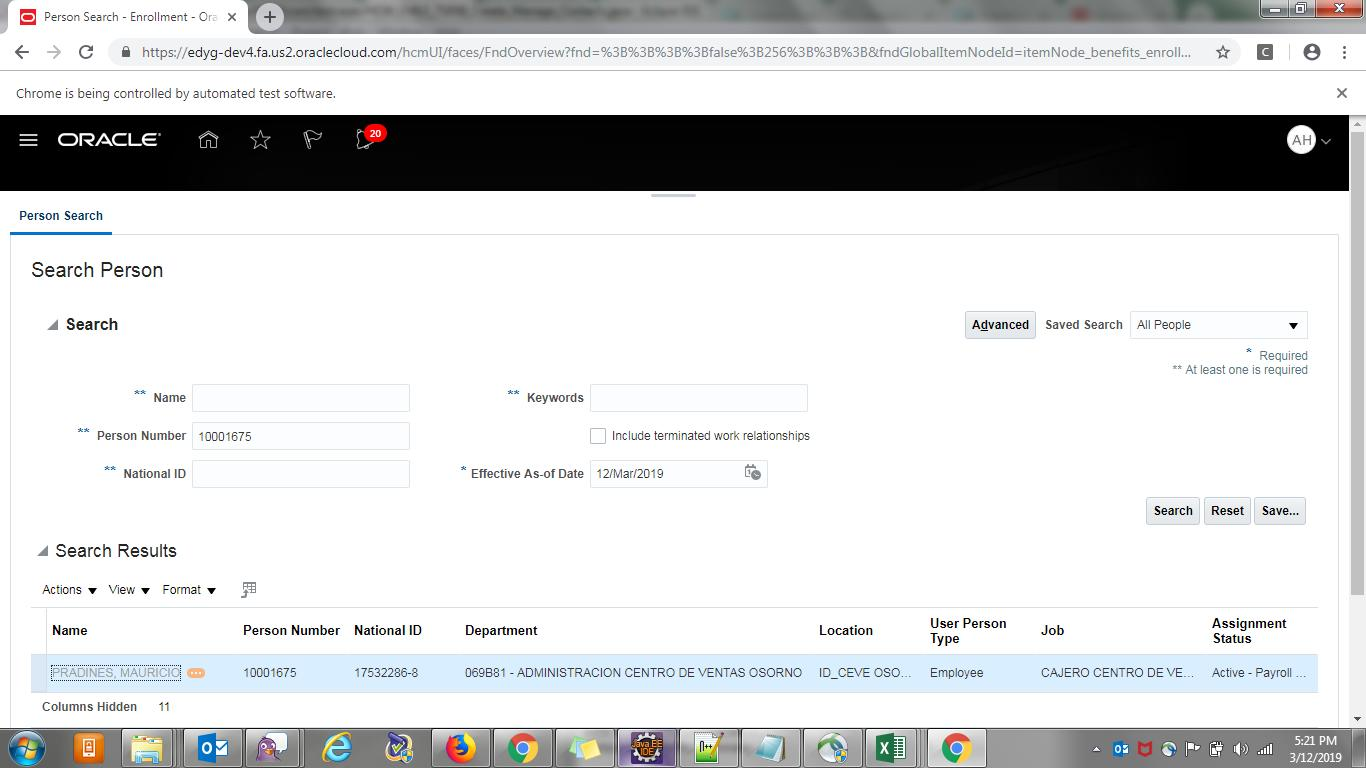 Person Search - Enrollment - Ora
https://edyg-dev4.fa.us2.oraclecloud.com/hcmUI/faces/FndOverview?fnd=%3B%3B%3B%3Bfalse%3B256%3B%3B%3B&fndGlobalItemNodeId=itemNode_benefits_enroll...
C
Chrome is being controlled by automated test software.
ORACLE
20
AH
Person Search
Search Person
Search
Advanced Saved Search All People
* Required
** At least one is required
** Name
** Keywords
** Person Number 10001675
Include terminated work relationships
** National ID
* Effective As-of Date 12/Mar/2019
Search Reset Save...
Search Results
Actions View Format
Name Person Number National ID Department Location User Person Type Job Assignment Status
PRADINES, MAURICIO 10001675 17532286-8 069B81 - ADMINISTRACION CENTRO DE VENTAS OSORNO ID_CEVE OSO... Employee CAJERO CENTRO DE VE... Active - Payroll ...
Columns Hidden 11
Java EE
IDE
5:21 PM
3/12/2019